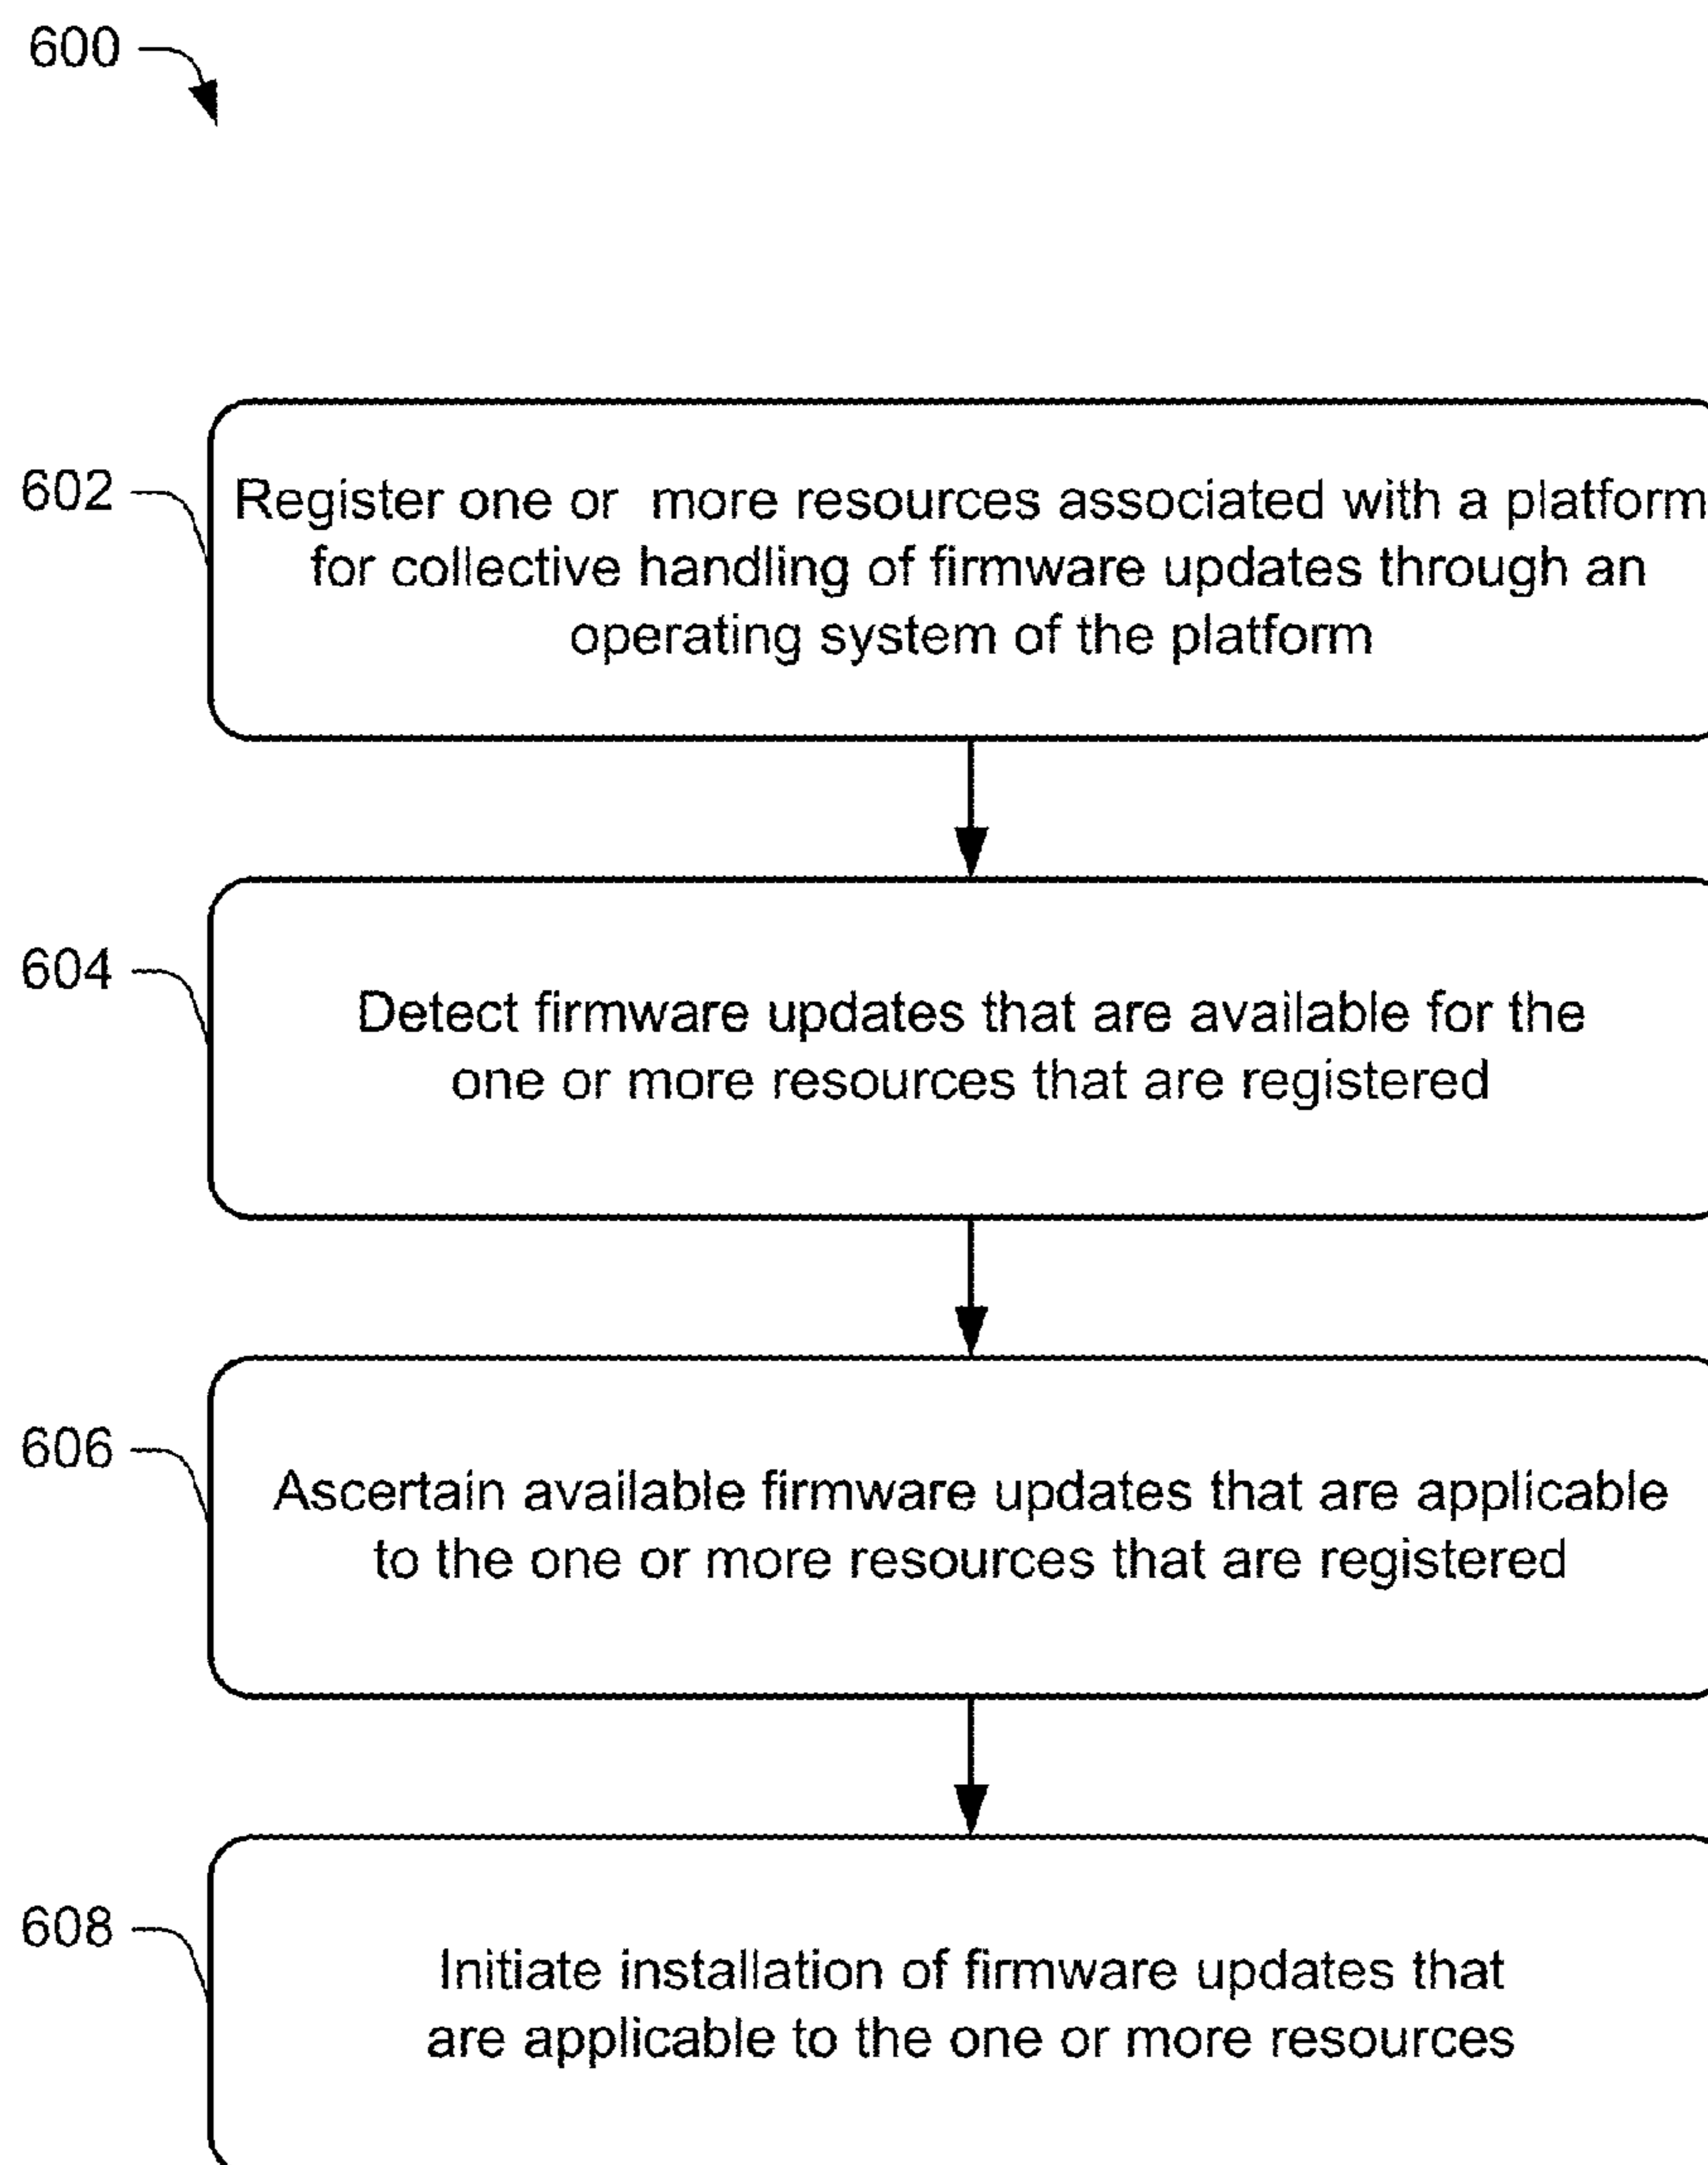 600
602
Register one or more resources associated with a platform
for collective handling of firmware updates through an
operating system of the platform
604
Detect firmware updates that are available for the
one or more resources that are registered
606
Ascertain available firmware updates that are applicable
to the one or more resources that are registered
608
Initiate installation of firmware updates that
are applicable to the one or more resources